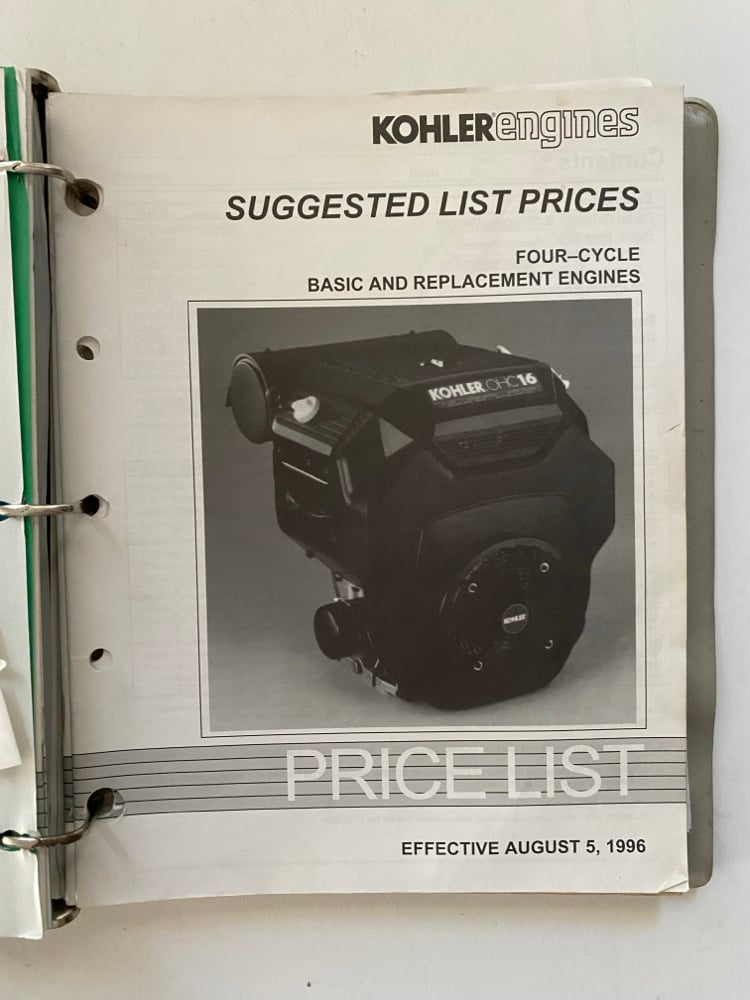 KOHLERengines
SUGGESTED LIST PRICES
FOUR–CYCLE
BASIC AND REPLACEMENT ENGINES
KOHLER OHC16
KOHLER
PRICE LIST
EFFECTIVE AUGUST 5, 1996